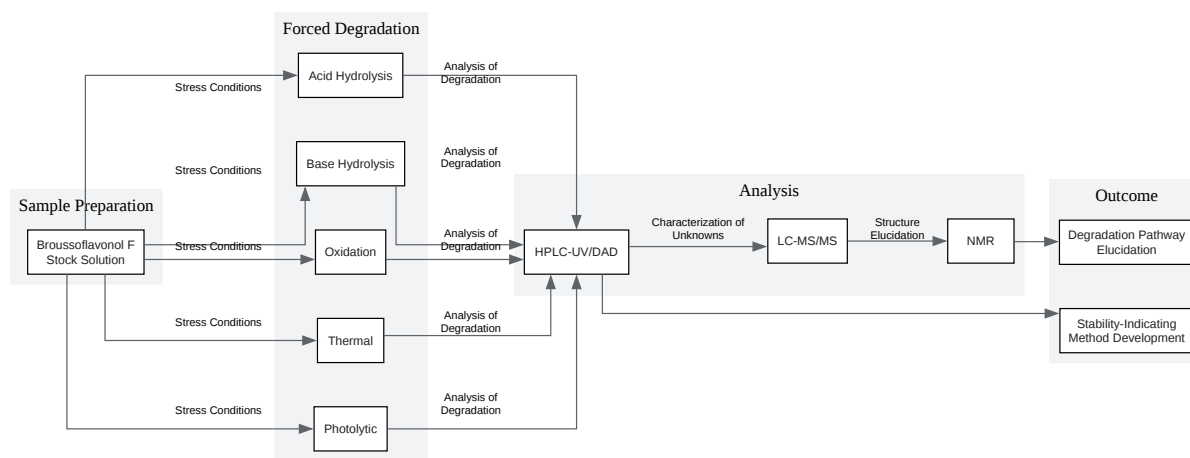 Forced Degradation
Acid Hydrolysis
Analysis of
Degradation
Stress Conditions
Base Hydrolysis
Analysis of
Degradation
Stress Conditions
Sample Preparation
Broussoflavonol F
Stock Solution
Stress Conditions
Oxidation
Analysis of
Degradation
Stress Conditions
Thermal
Analysis of
Degradation
Stress Conditions
Photolytic
Analysis of
Degradation
Analysis
HPLC-UV/DAD
Characterization of
Unknowns
LC-MS/MS
Structure
Elucidation
NMR
Outcome
Degradation Pathway
Elucidation
Stability-Indicating
Method Development